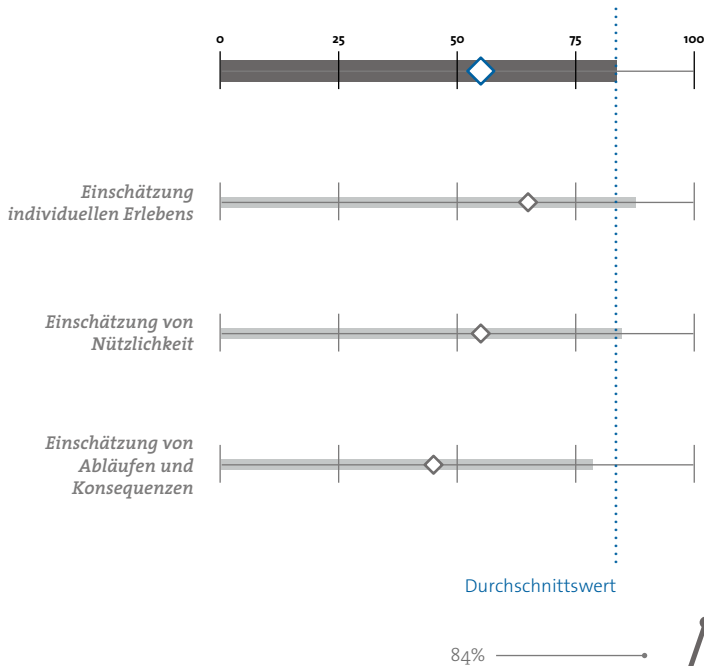 0 25 50 75 100
Einschätzung
individuellen Erlebens
Einschätzung von
Nützlichkeit
Einschätzung von
Abläufen und
Konsequenzen
Durchschnittswert
84%